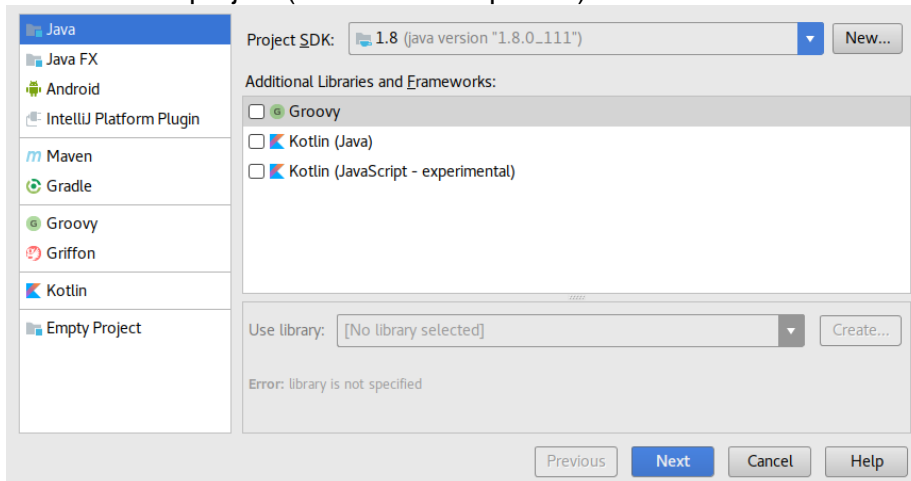 Java
Java FX
Android
IntelliJ Platform Plugin
Maven
Gradle
Groovy
Griffon
Kotlin
Empty Project
Project SDK: 1.8 (java version "1.8.0_111") New...
Additional Libraries and Frameworks:
Groovy
Kotlin (Java)
Kotlin (JavaScript - experimental)
Use library: [No library selected] Create...
Error: library is not specified
Previous Next Cancel Help